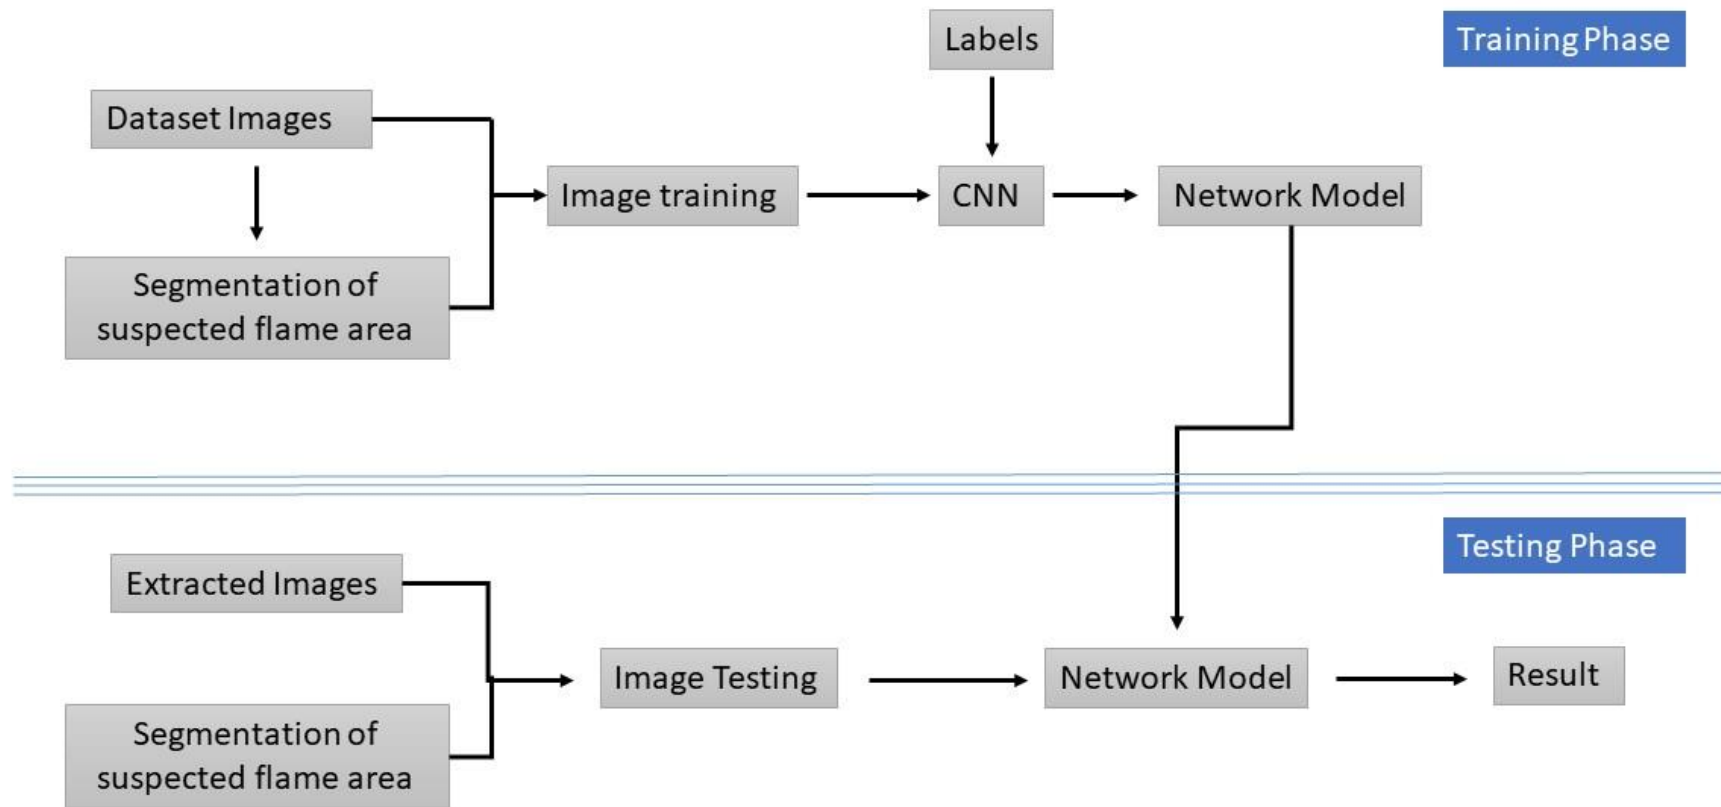 Labels
Training Phase
Dataset Images
Image training
CNN
Network Model
Segmentation of
suspected flame area
Testing Phase
Extracted Images
Image Testing
Network Model
Result
Segmentation of
suspected flame area